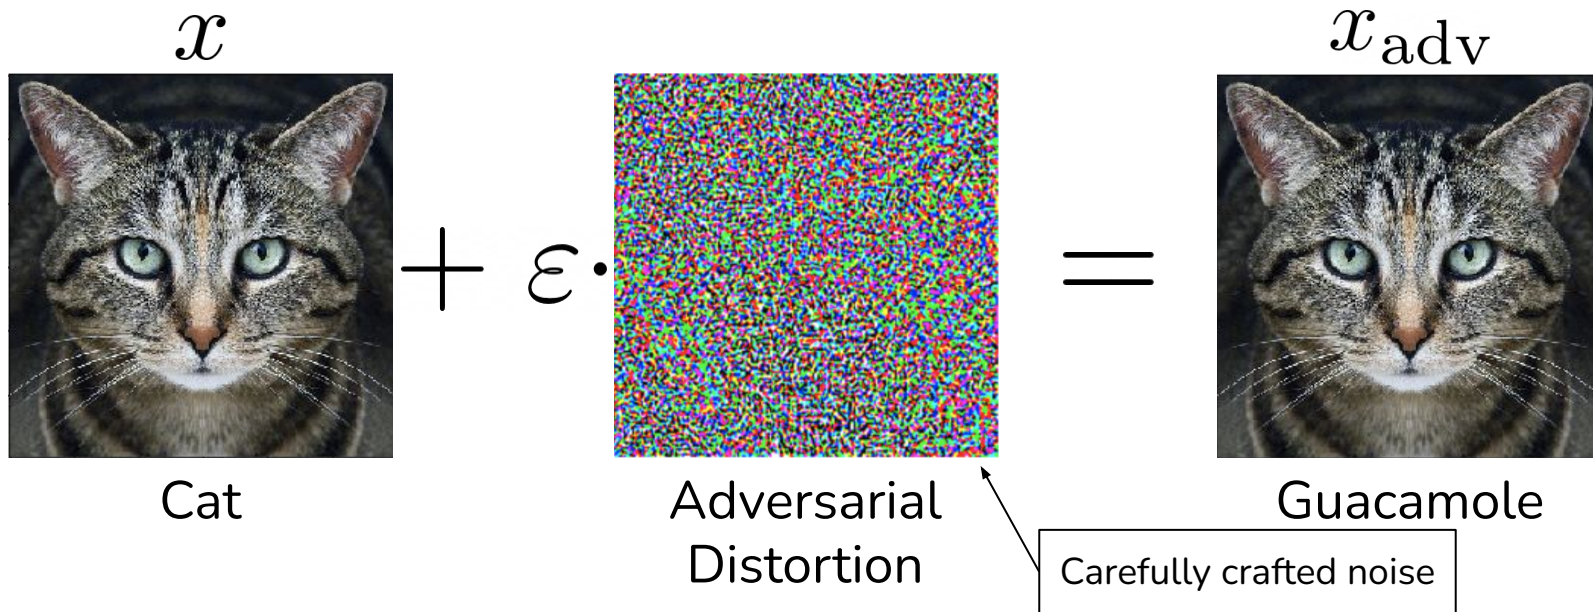 x
x_adv
+ ε· =
Cat
Adversarial
Distortion
Guacamole
Carefully crafted noise